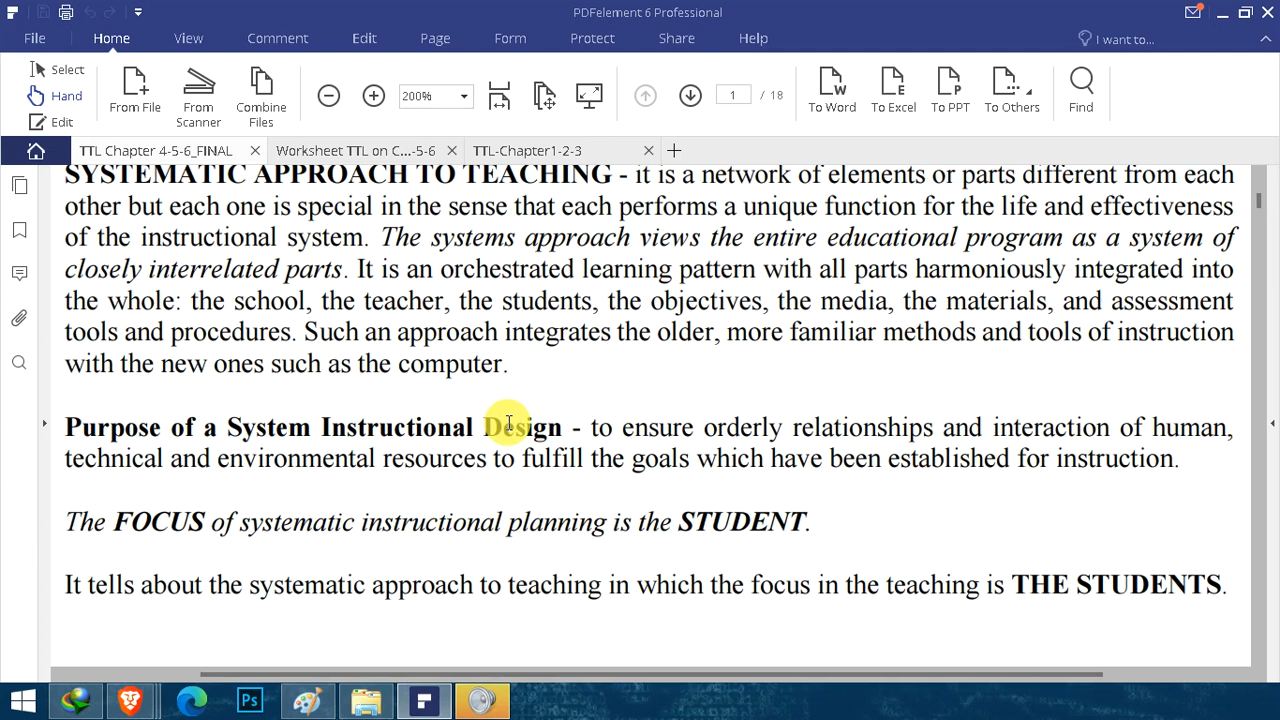 PDFelement 6 Professional
File Home View Comment Edit Page Form Protect Share Help I want to...
Select
Hand
Edit
From File
From Scanner
Combine Files
200%
1 / 18
To Word
To Excel
To PPT
To Others
Find
TTL Chapter 4-5-6_FINAL
Worksheet TTL on C...-5-6
TTL-Chapter1-2-3
SYSTEMATIC APPROACH TO TEACHING - it is a network of elements or parts different from each
other but each one is special in the sense that each performs a unique function for the life and effectiveness
of the instructional system. The systems approach views the entire educational program as a system of
closely interrelated parts. It is an orchestrated learning pattern with all parts harmoniously integrated into
the whole: the school, the teacher, the students, the objectives, the media, the materials, and assessment
tools and procedures. Such an approach integrates the older, more familiar methods and tools of instruction
with the new ones such as the computer.
Purpose of a System Instructional Design - to ensure orderly relationships and interaction of human,
technical and environmental resources to fulfill the goals which have been established for instruction.
The FOCUS of systematic instructional planning is the STUDENT.
It tells about the systematic approach to teaching in which the focus in the teaching is THE STUDENTS.
Ps